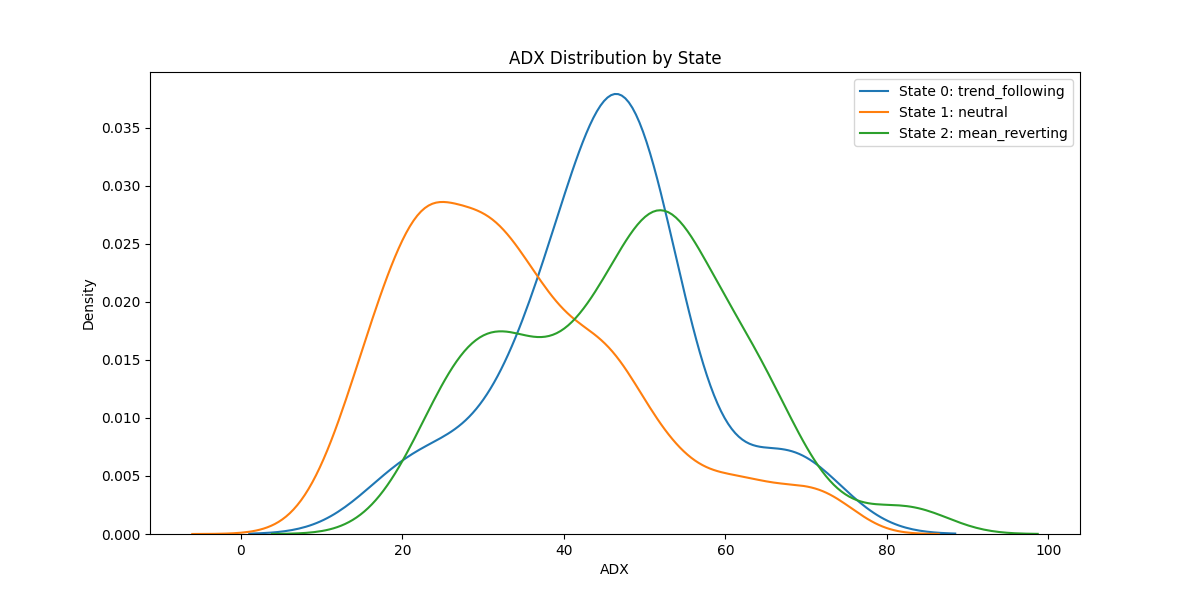 ADX Distribution by State
State 0: trend_following
State 1: neutral
State 2: mean_reverting
Density
0.035
0.030
0.025
0.020
0.015
0.010
0.005
0.000
0
20
40
60
80
100
ADX